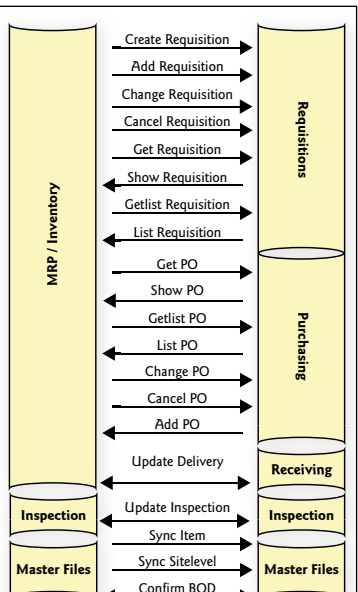 MRP / Inventory
Create Requisition
Add Requisition
Change Requisition
Cancel Requisition
Get Requisition
Show Requisition
Getlist Requisition
List Requisition
Requisitions
Get PO
Show PO
Getlist PO
List PO
Change PO
Cancel PO
Add PO
Purchasing
Update Delivery
Receiving
Inspection
Update Inspection
Inspection
Sync Item
Master Files
Sync Sitelevel
Master Files
Confirm BOD